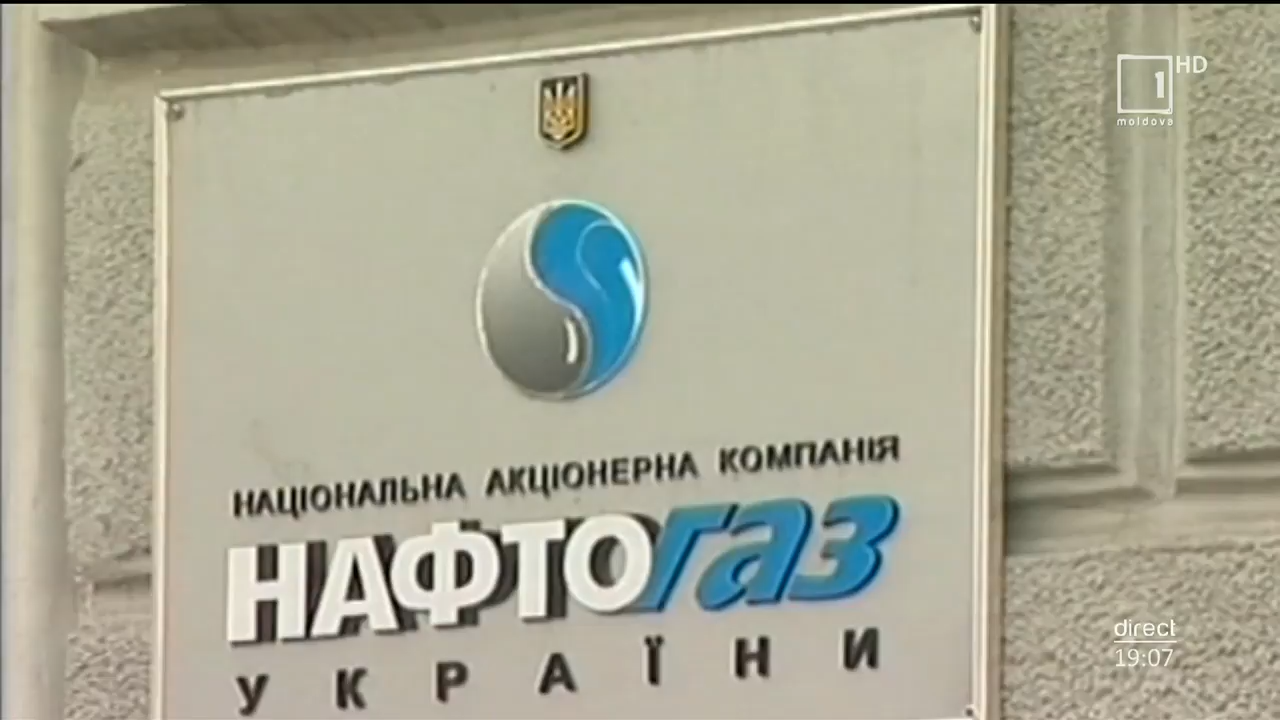 1 HD
moldova
НАЦІОНАЛЬНА АКЦІОНЕРНА КОМПАНІЯ
НАФТОГАЗ
УКРАЇНИ
direct
19:07